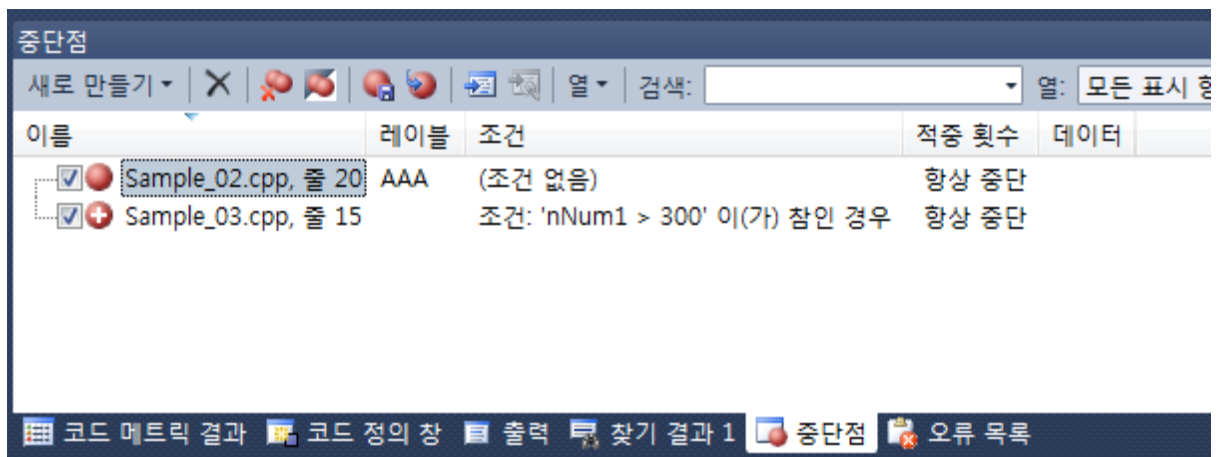 중단점
새로 만들기 열 검색: 열: 모든 표시
이름 레이블 조건 적중 횟수 데이터
Sample_02.cpp, 줄 20 AAA (조건 없음) 항상 중단
Sample_03.cpp, 줄 15 조건: 'nNum1 > 300' 이(가) 참인 경우 항상 중단
코드 메트릭 결과 코드 정의 창 출력 찾기 결과 1 중단점 오류 목록